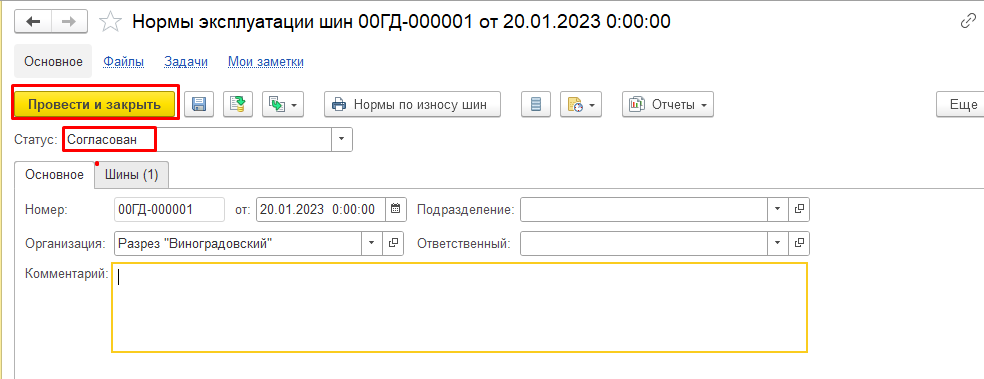 Нормы эксплуатации шин 00ГД-000001 от 20.01.2023 0:00:00
Основное Файлы Задачи Мои заметки
Провести и закрыть Нормы по износу шин Отчеты Еще
Статус: Согласован
Основное Шины (1)
Номер: 00ГД-000001 от: 20.01.2023 0:00:00 Подразделение:
Организация: Разрез "Виноградовский" Ответственный:
Комментарий: